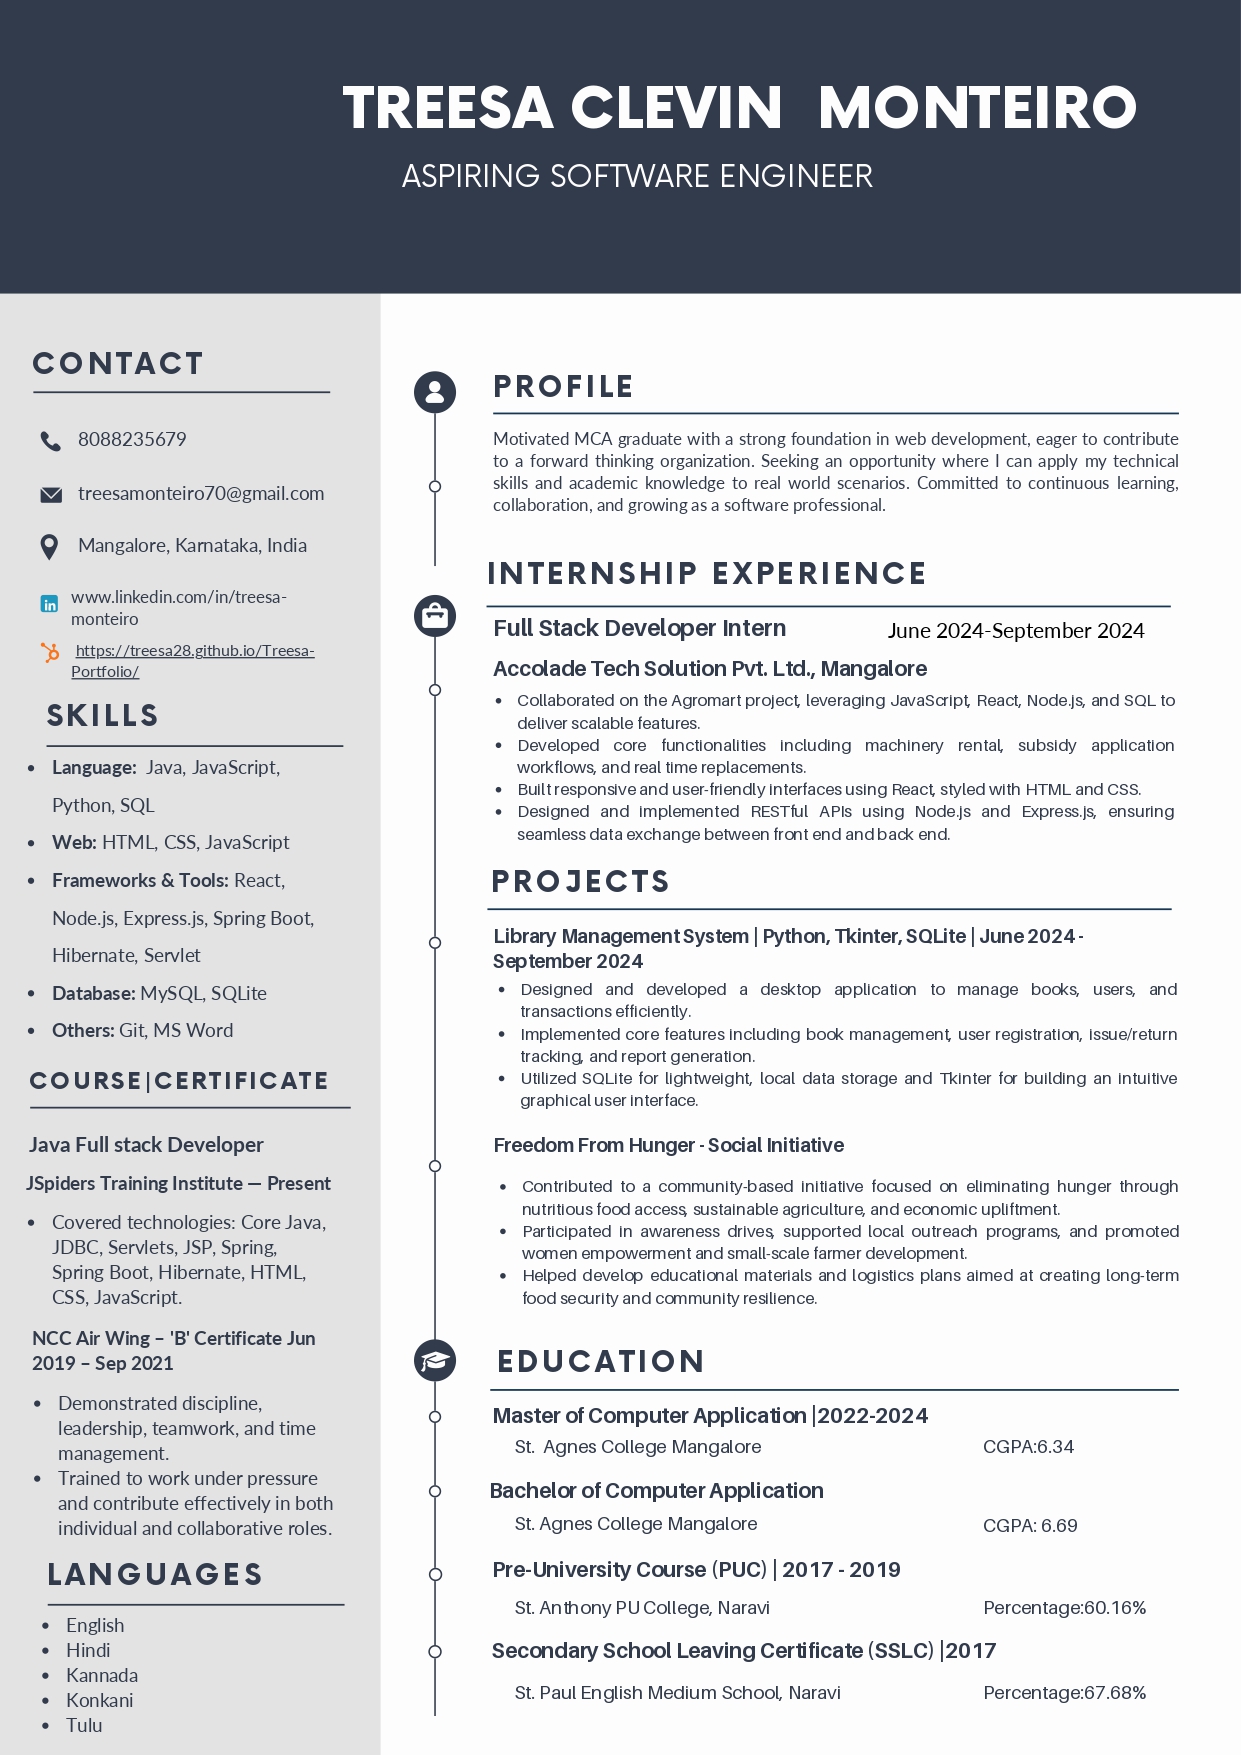 TREESA CLEVIN  MONTEIRO
ASPIRING SOFTWARE ENGINEER
CONTACT
8088235679
treesamonteiro70@gmail.com
Mangalore, Karnataka, India
www.linkedin.com/in/treesa-
monteiro
https://treesa28.github.io/Treesa-
Portfolio/
SKILLS
• Language:  Java, JavaScript,
Python, SQL
• Web: HTML, CSS, JavaScript
• Frameworks & Tools: React,
Node.js, Express.js, Spring Boot,
Hibernate, Servlet
• Database: MySQL, SQLite
• Others: Git, MS Word
COURSE|CERTIFICATE
Java Full stack Developer
JSpiders Training Institute — Present
• Covered technologies: Core Java,
JDBC, Servlets, JSP, Spring,
Spring Boot, Hibernate, HTML,
CSS, JavaScript.
NCC Air Wing – 'B' Certificate Jun
2019 – Sep 2021
• Demonstrated discipline,
leadership, teamwork, and time
management.
• Trained to work under pressure
and contribute effectively in both
individual and collaborative roles.
LANGUAGES
• English
• Hindi
• Kannada
• Konkani
• Tulu
PROFILE
Motivated MCA graduate with a strong foundation in web development, eager to contribute
to a forward thinking organization. Seeking an opportunity where I can apply my technical
skills and academic knowledge to real world scenarios. Committed to continuous learning,
collaboration, and growing as a software professional.
INTERNSHIP EXPERIENCE
Full Stack Developer Intern June 2024-September 2024
Accolade Tech Solution Pvt. Ltd., Mangalore
• Collaborated on the Agromart project, leveraging JavaScript, React, Node.js, and SQL to
deliver scalable features.
• Developed core functionalities including machinery rental, subsidy application
workflows, and real time replacements.
• Built responsive and user-friendly interfaces using React, styled with HTML and CSS.
• Designed and implemented RESTful APIs using Node.js and Express.js, ensuring
seamless data exchange between front end and back end.
PROJECTS
Library Management System | Python, Tkinter, SQLite | June 2024 -
September 2024
• Designed and developed a desktop application to manage books, users, and
transactions efficiently.
• Implemented core features including book management, user registration, issue/return
tracking, and report generation.
• Utilized SQLite for lightweight, local data storage and Tkinter for building an intuitive
graphical user interface.
Freedom From Hunger - Social Initiative
• Contributed to a community-based initiative focused on eliminating hunger through
nutritious food access, sustainable agriculture, and economic upliftment.
• Participated in awareness drives, supported local outreach programs, and promoted
women empowerment and small-scale farmer development.
• Helped develop educational materials and logistics plans aimed at creating long-term
food security and community resilience.
EDUCATION
Master of Computer Application |2022-2024
St.  Agnes College Mangalore CGPA:6.34
Bachelor of Computer Application
St. Agnes College Mangalore CGPA: 6.69
Pre-University Course (PUC) | 2017 - 2019
St. Anthony PU College, Naravi Percentage:60.16%
Secondary School Leaving Certificate (SSLC) |2017
St. Paul English Medium School, Naravi Percentage:67.68%